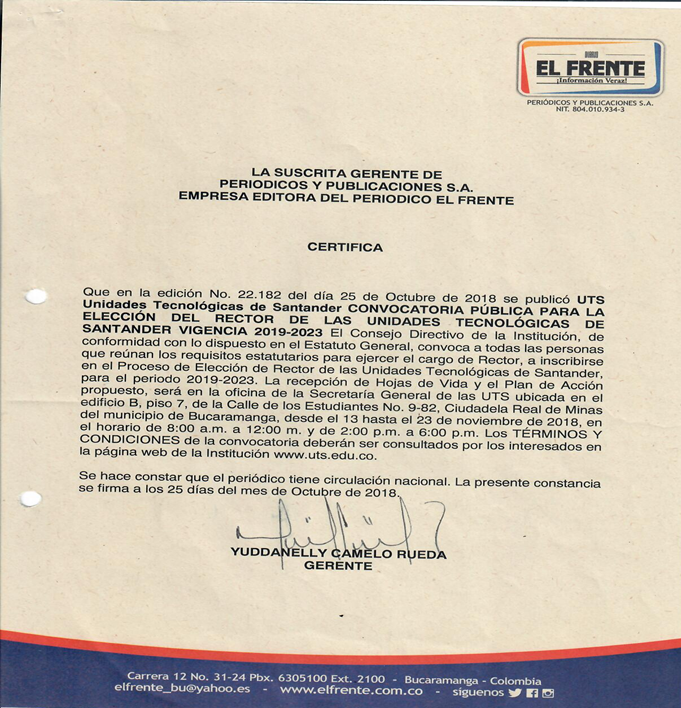 EL FRENTE
¡Información Veraz!
PERIÓDICOS Y PUBLICACIONES S.A.
NIT. 804.010.934-3
LA SUSCRITA GERENTE DE
PERIODICOS Y PUBLICACIONES S.A.
EMPRESA EDITORA DEL PERIODICO EL FRENTE
CERTIFICA
Que en la edición No. 22.182 del día 25 de Octubre de 2018 se publicó UTS
Unidades Tecnológicas de Santander CONVOCATORIA PÚBLICA PARA LA
ELECCIÓN DEL RECTOR DE LAS UNIDADES TECNOLÓGICAS DE
SANTANDER VIGENCIA 2019-2023 El Consejo Directivo de la Institución, de
conformidad con lo dispuesto en el Estatuto General, convoca a todas las personas
que reúnan los requisitos estatutarios para ejercer el cargo de Rector, a inscribirse
en el Proceso de Elección de Rector de las Unidades Tecnológicas de Santander,
para el periodo 2019-2023. La recepción de Hojas de Vida y el Plan de Acción
propuesto, será en la oficina de la Secretaría General de las UTS ubicada en el
edificio B, piso 7, de la Calle de los Estudiantes No. 9-82, Ciudadela Real de Minas
del municipio de Bucaramanga, desde el 13 hasta el 23 de noviembre de 2018, en
el horario de 8:00 a.m. a 12:00 m. y de 2:00 p.m. a 6:00 p.m. Los TÉRMINOS Y
CONDICIONES de la convocatoria deberán ser consultados por los interesados en
la página web de la Institución www.uts.edu.co.
Se hace constar que el periódico tiene circulación nacional. La presente constancia
se firma a los 25 días del mes de Octubre de 2018.
YUDDANELLY CAMELO RUEDA
GERENTE
Carrera 12 No. 31-24 Pbx. 6305100 Ext. 2100 - Bucaramanga - Colombia
elfrente_bu@yahoo.es - www.elfrente.com.co - síguenos